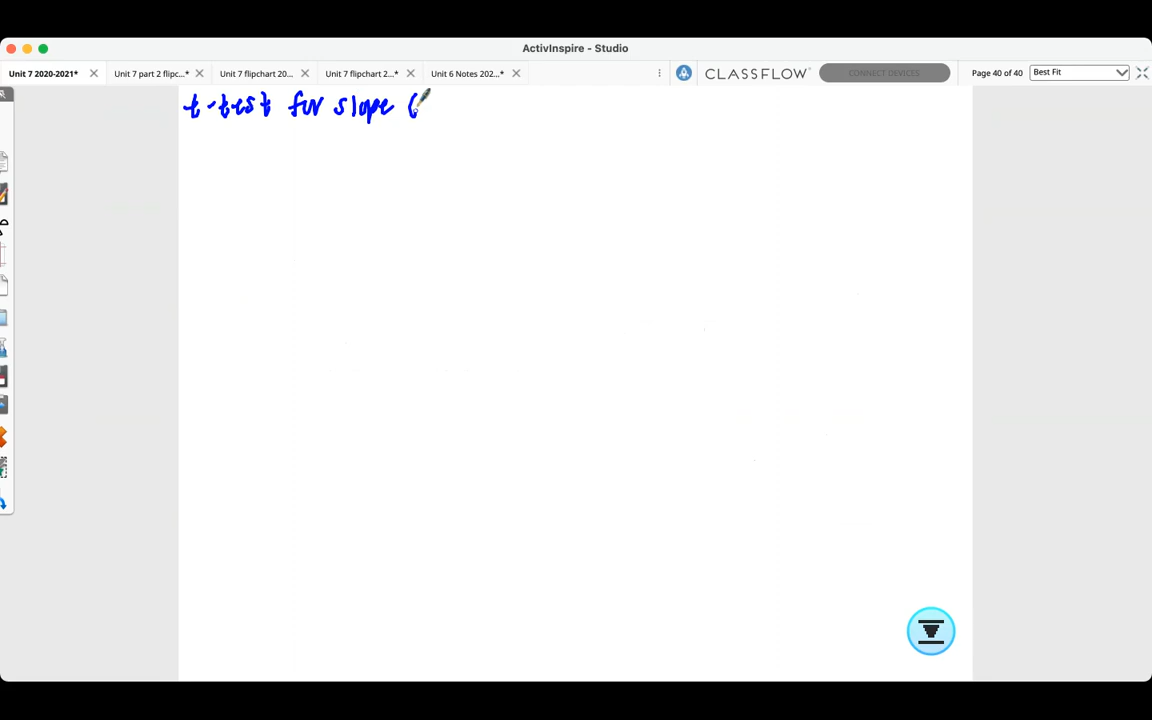 ActivInspire - Studio
Unit 7 2020-2021*
Unit 7 part 2 flipc...*
Unit 7 flipchart 20...
Unit 7 flipchart 2...*
Unit 6 Notes 202...*
CLASSFLOW
CONNECT DEVICES
Page 40 of 40
Best Fit
t-test for slope (